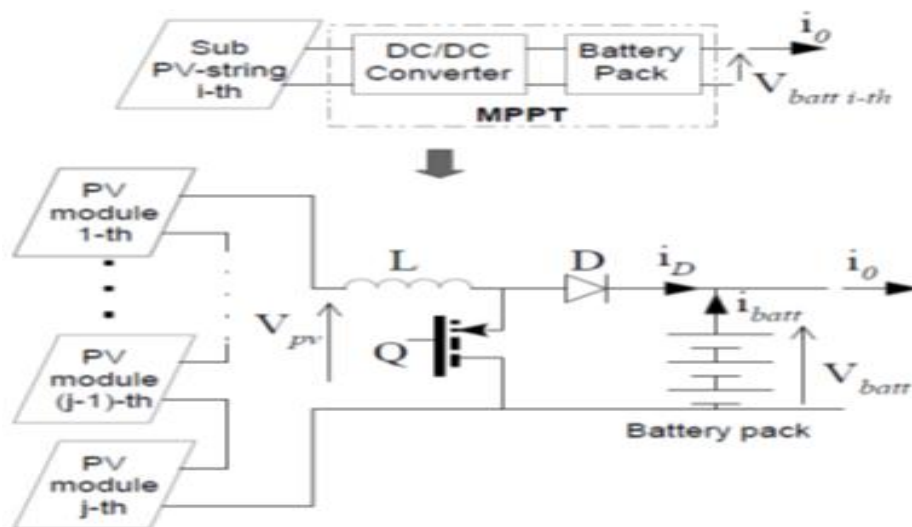 Sub
PV-string
i-th
DC/DC
Converter
Battery
Pack
MPPT
i0
Vbatt i-th
PV
module
1-th
L
D
iD
i0
Vpv
Q
ibatt
Vbatt
PV
module
(j-1)-th
Battery pack
PV
module
j-th